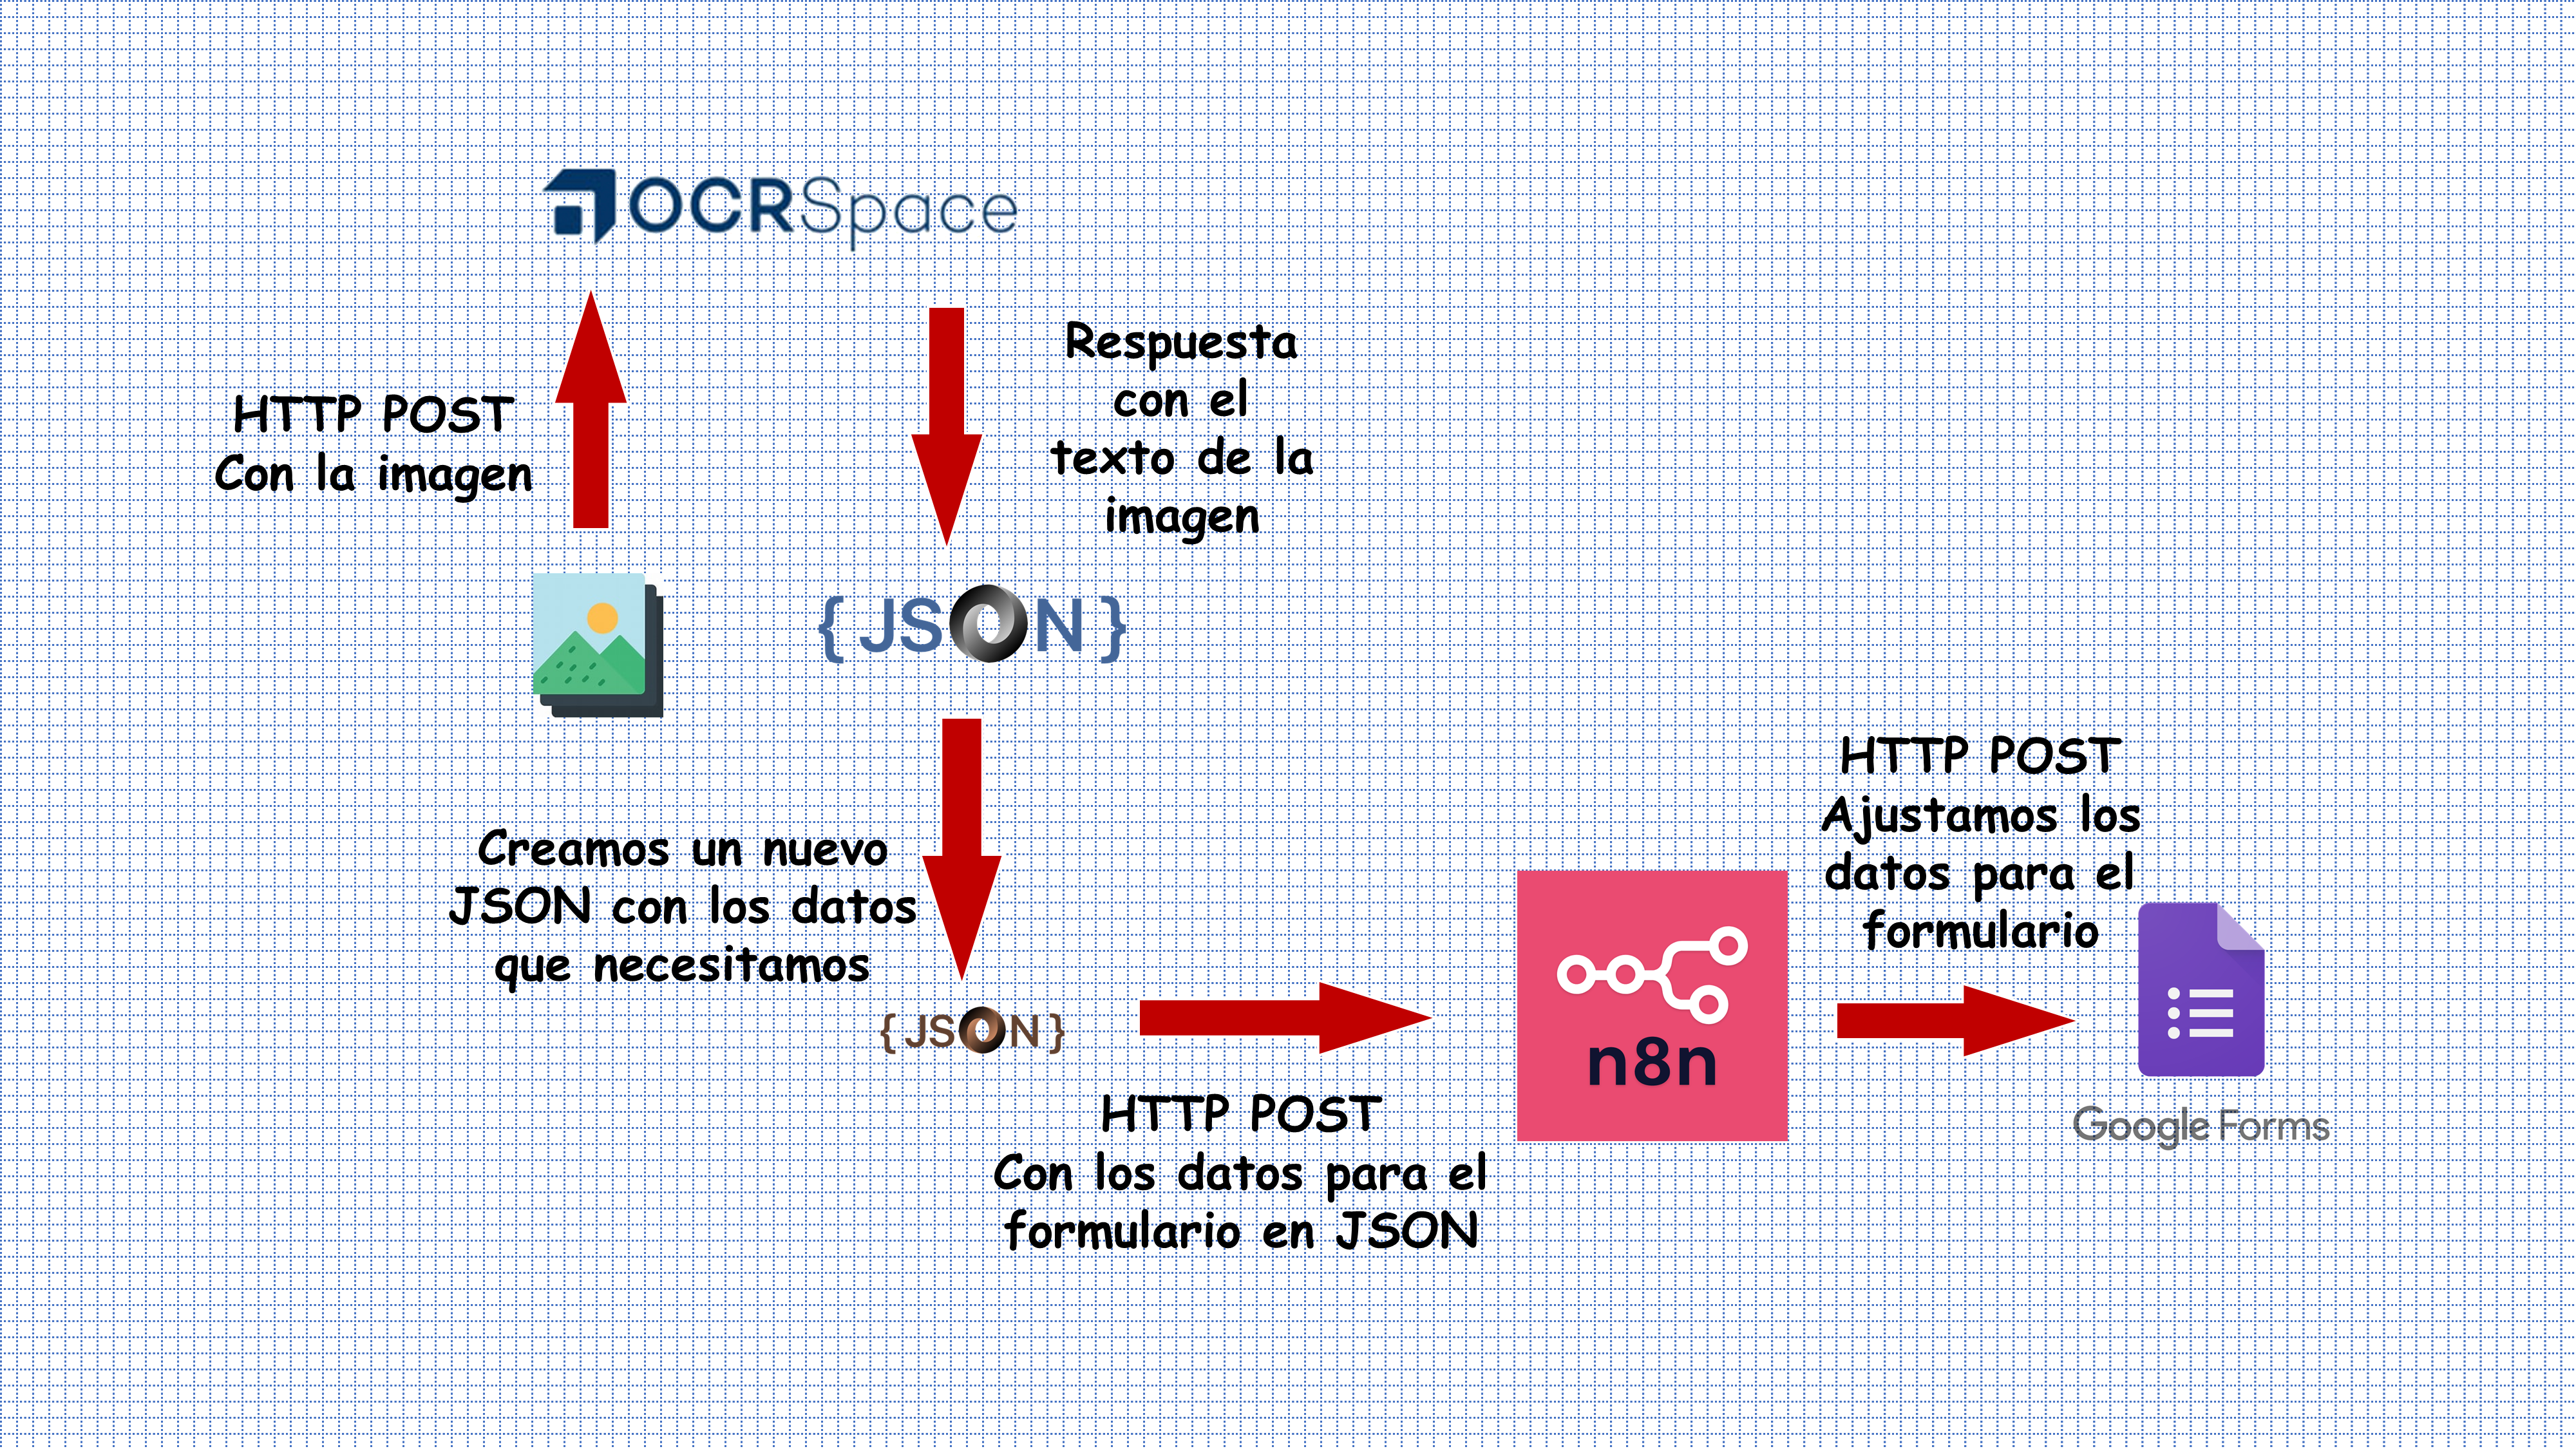 OCRSpace
HTTP POST
Con la imagen
Respuesta
con el
texto de la
imagen
{ JSON }
Creamos un nuevo
JSON con los datos
que necesitamos
{ JSON }
HTTP POST
Con los datos para el
formulario en JSON
n8n
HTTP POST
Ajustamos los
datos para el
formulario
Google Forms